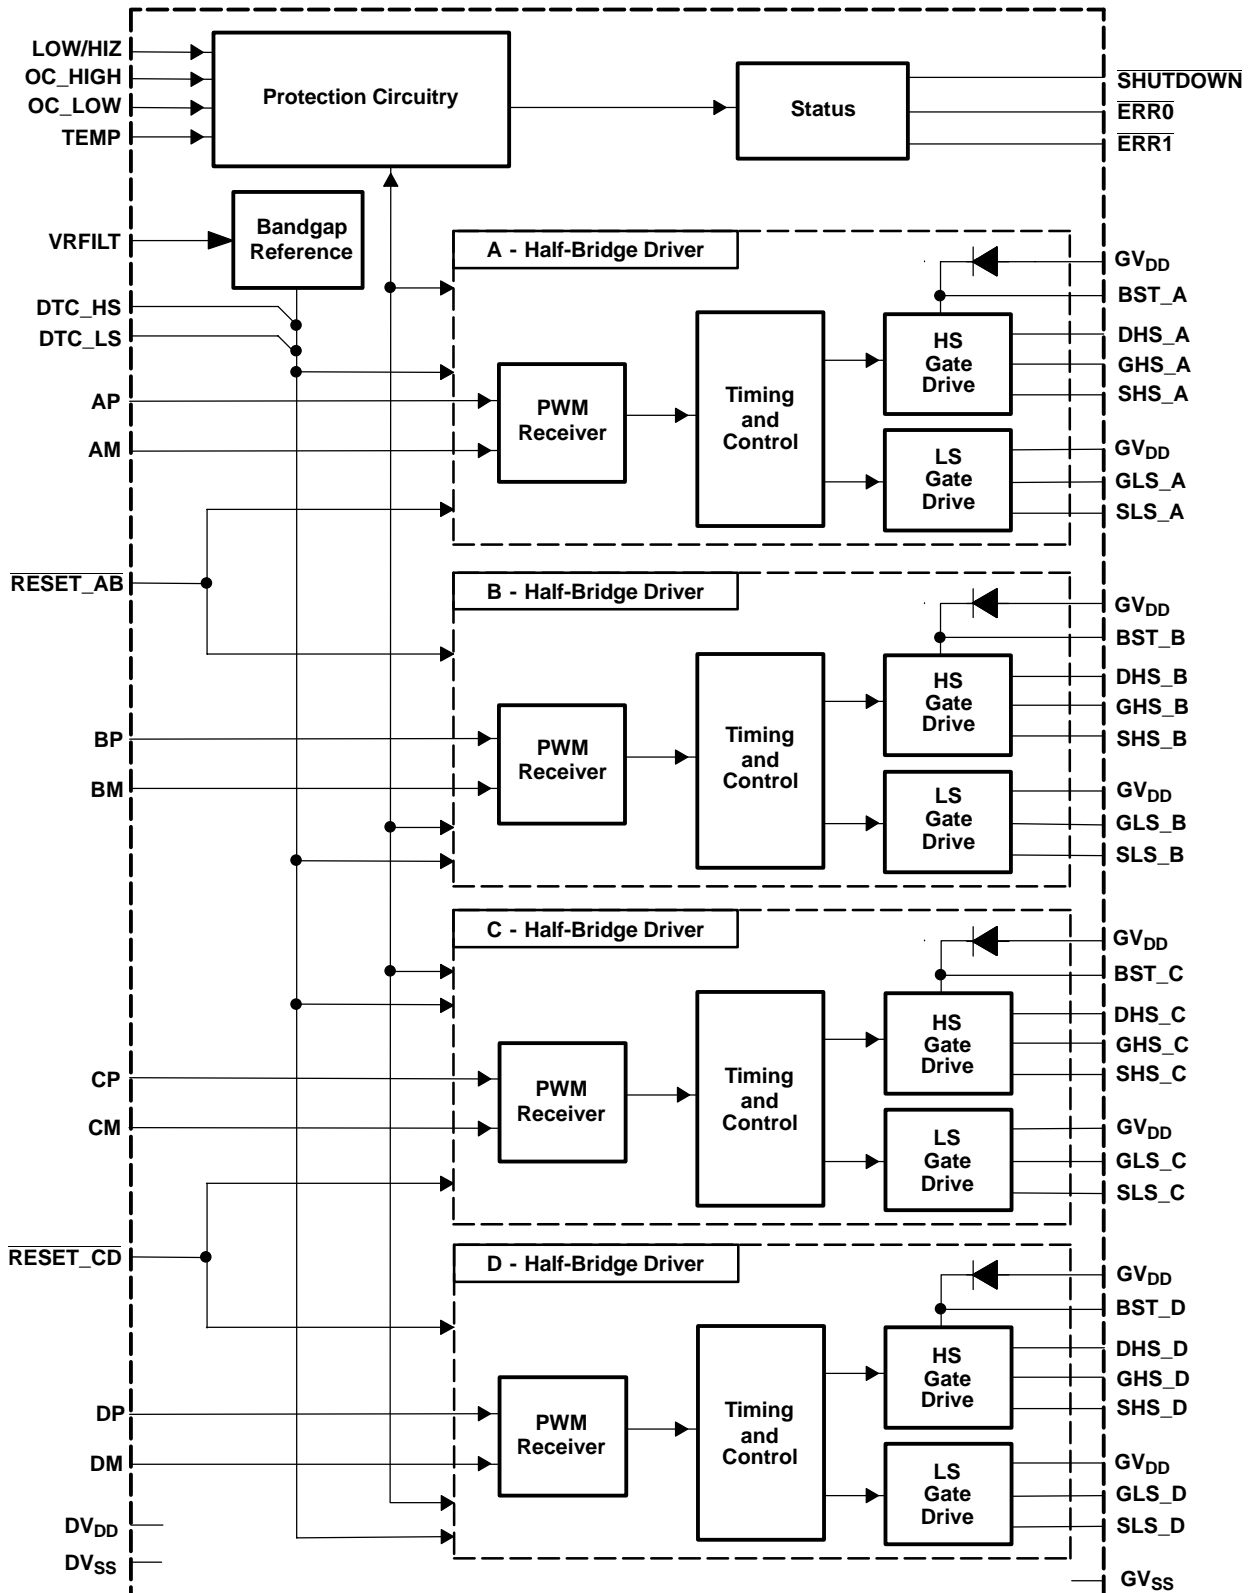 LOW/HIZ
OC_HIGH
OC_LOW
TEMP
Protection Circuitry
Status
SHUTDOWN
ERR0
ERR1
VRFILT
Bandgap
Reference
DTC_HS
DTC_LS
A - Half-Bridge Driver
AP
AM
PWM
Receiver
Timing
and
Control
HS
Gate
Drive
LS
Gate
Drive
GVDD
BST_A
DHS_A
GHS_A
SHS_A
GVDD
GLS_A
SLS_A
RESET_AB
B - Half-Bridge Driver
BP
BM
PWM
Receiver
Timing
and
Control
HS
Gate
Drive
LS
Gate
Drive
GVDD
BST_B
DHS_B
GHS_B
SHS_B
GVDD
GLS_B
SLS_B
C - Half-Bridge Driver
CP
CM
PWM
Receiver
Timing
and
Control
HS
Gate
Drive
LS
Gate
Drive
GVDD
BST_C
DHS_C
GHS_C
SHS_C
GVDD
GLS_C
SLS_C
RESET_CD
D - Half-Bridge Driver
DP
DM
PWM
Receiver
Timing
and
Control
HS
Gate
Drive
LS
Gate
Drive
GVDD
BST_D
DHS_D
GHS_D
SHS_D
GVDD
GLS_D
SLS_D
DVDD
DVSS
GVSS